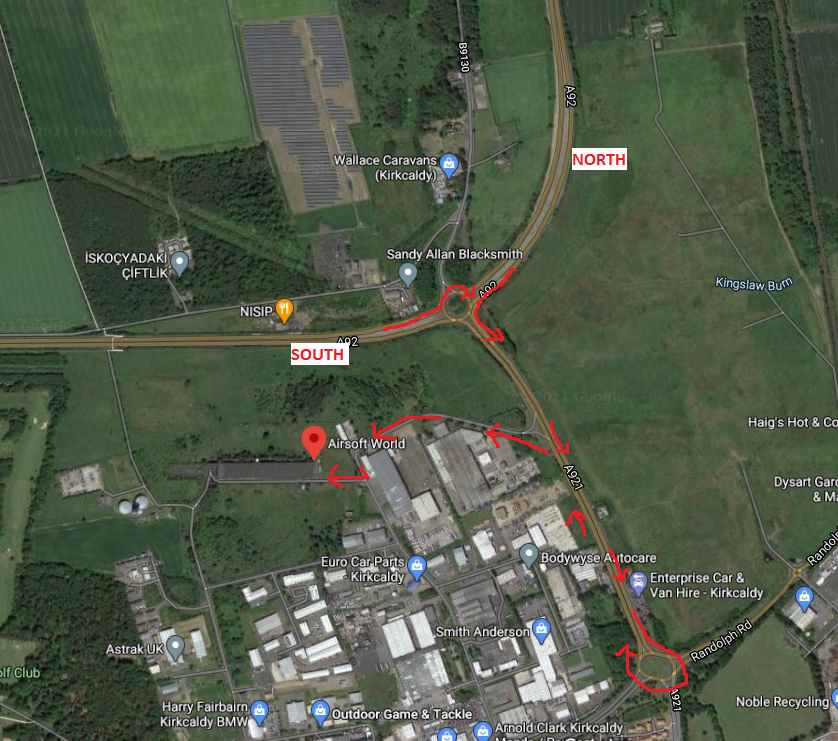 B9130
A92
NORTH
Wallace Caravans
(Kirkcaldy)
İSKOÇYADAKİ
ÇİFTLİK
Sandy Allan Blacksmith
Kingslaw Burn
A92
NISIP
A92
SOUTH
Haig's Hot & Co
Airsoft World
A921
Dysart Gard
& Ma
Bodywyse Autocare
Euro Car Parts
- Kirkcaldy
Enterprise Car &
Van Hire - Kirkcaldy
Randolph
Smith Anderson
Randolph Rd
Astrak UK
olf Club
A921
Noble Recycling
Harry Fairbairn
Kirkcaldy BMW
Outdoor Game & Tackle
Arnold Clark Kirkcaldy